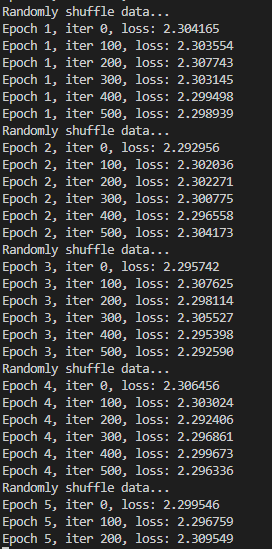 Randomly shuffle data...
Epoch 1, iter 0, loss: 2.304165
Epoch 1, iter 100, loss: 2.303554
Epoch 1, iter 200, loss: 2.307743
Epoch 1, iter 300, loss: 2.303145
Epoch 1, iter 400, loss: 2.299498
Epoch 1, iter 500, loss: 2.298939
Randomly shuffle data...
Epoch 2, iter 0, loss: 2.292956
Epoch 2, iter 100, loss: 2.302036
Epoch 2, iter 200, loss: 2.302271
Epoch 2, iter 300, loss: 2.300775
Epoch 2, iter 400, loss: 2.296558
Epoch 2, iter 500, loss: 2.304173
Randomly shuffle data...
Epoch 3, iter 0, loss: 2.295742
Epoch 3, iter 100, loss: 2.307625
Epoch 3, iter 200, loss: 2.298114
Epoch 3, iter 300, loss: 2.305527
Epoch 3, iter 400, loss: 2.295398
Epoch 3, iter 500, loss: 2.292590
Randomly shuffle data...
Epoch 4, iter 0, loss: 2.306456
Epoch 4, iter 100, loss: 2.303024
Epoch 4, iter 200, loss: 2.292406
Epoch 4, iter 300, loss: 2.296861
Epoch 4, iter 400, loss: 2.299673
Epoch 4, iter 500, loss: 2.296336
Randomly shuffle data...
Epoch 5, iter 0, loss: 2.299546
Epoch 5, iter 100, loss: 2.296759
Epoch 5, iter 200, loss: 2.309549